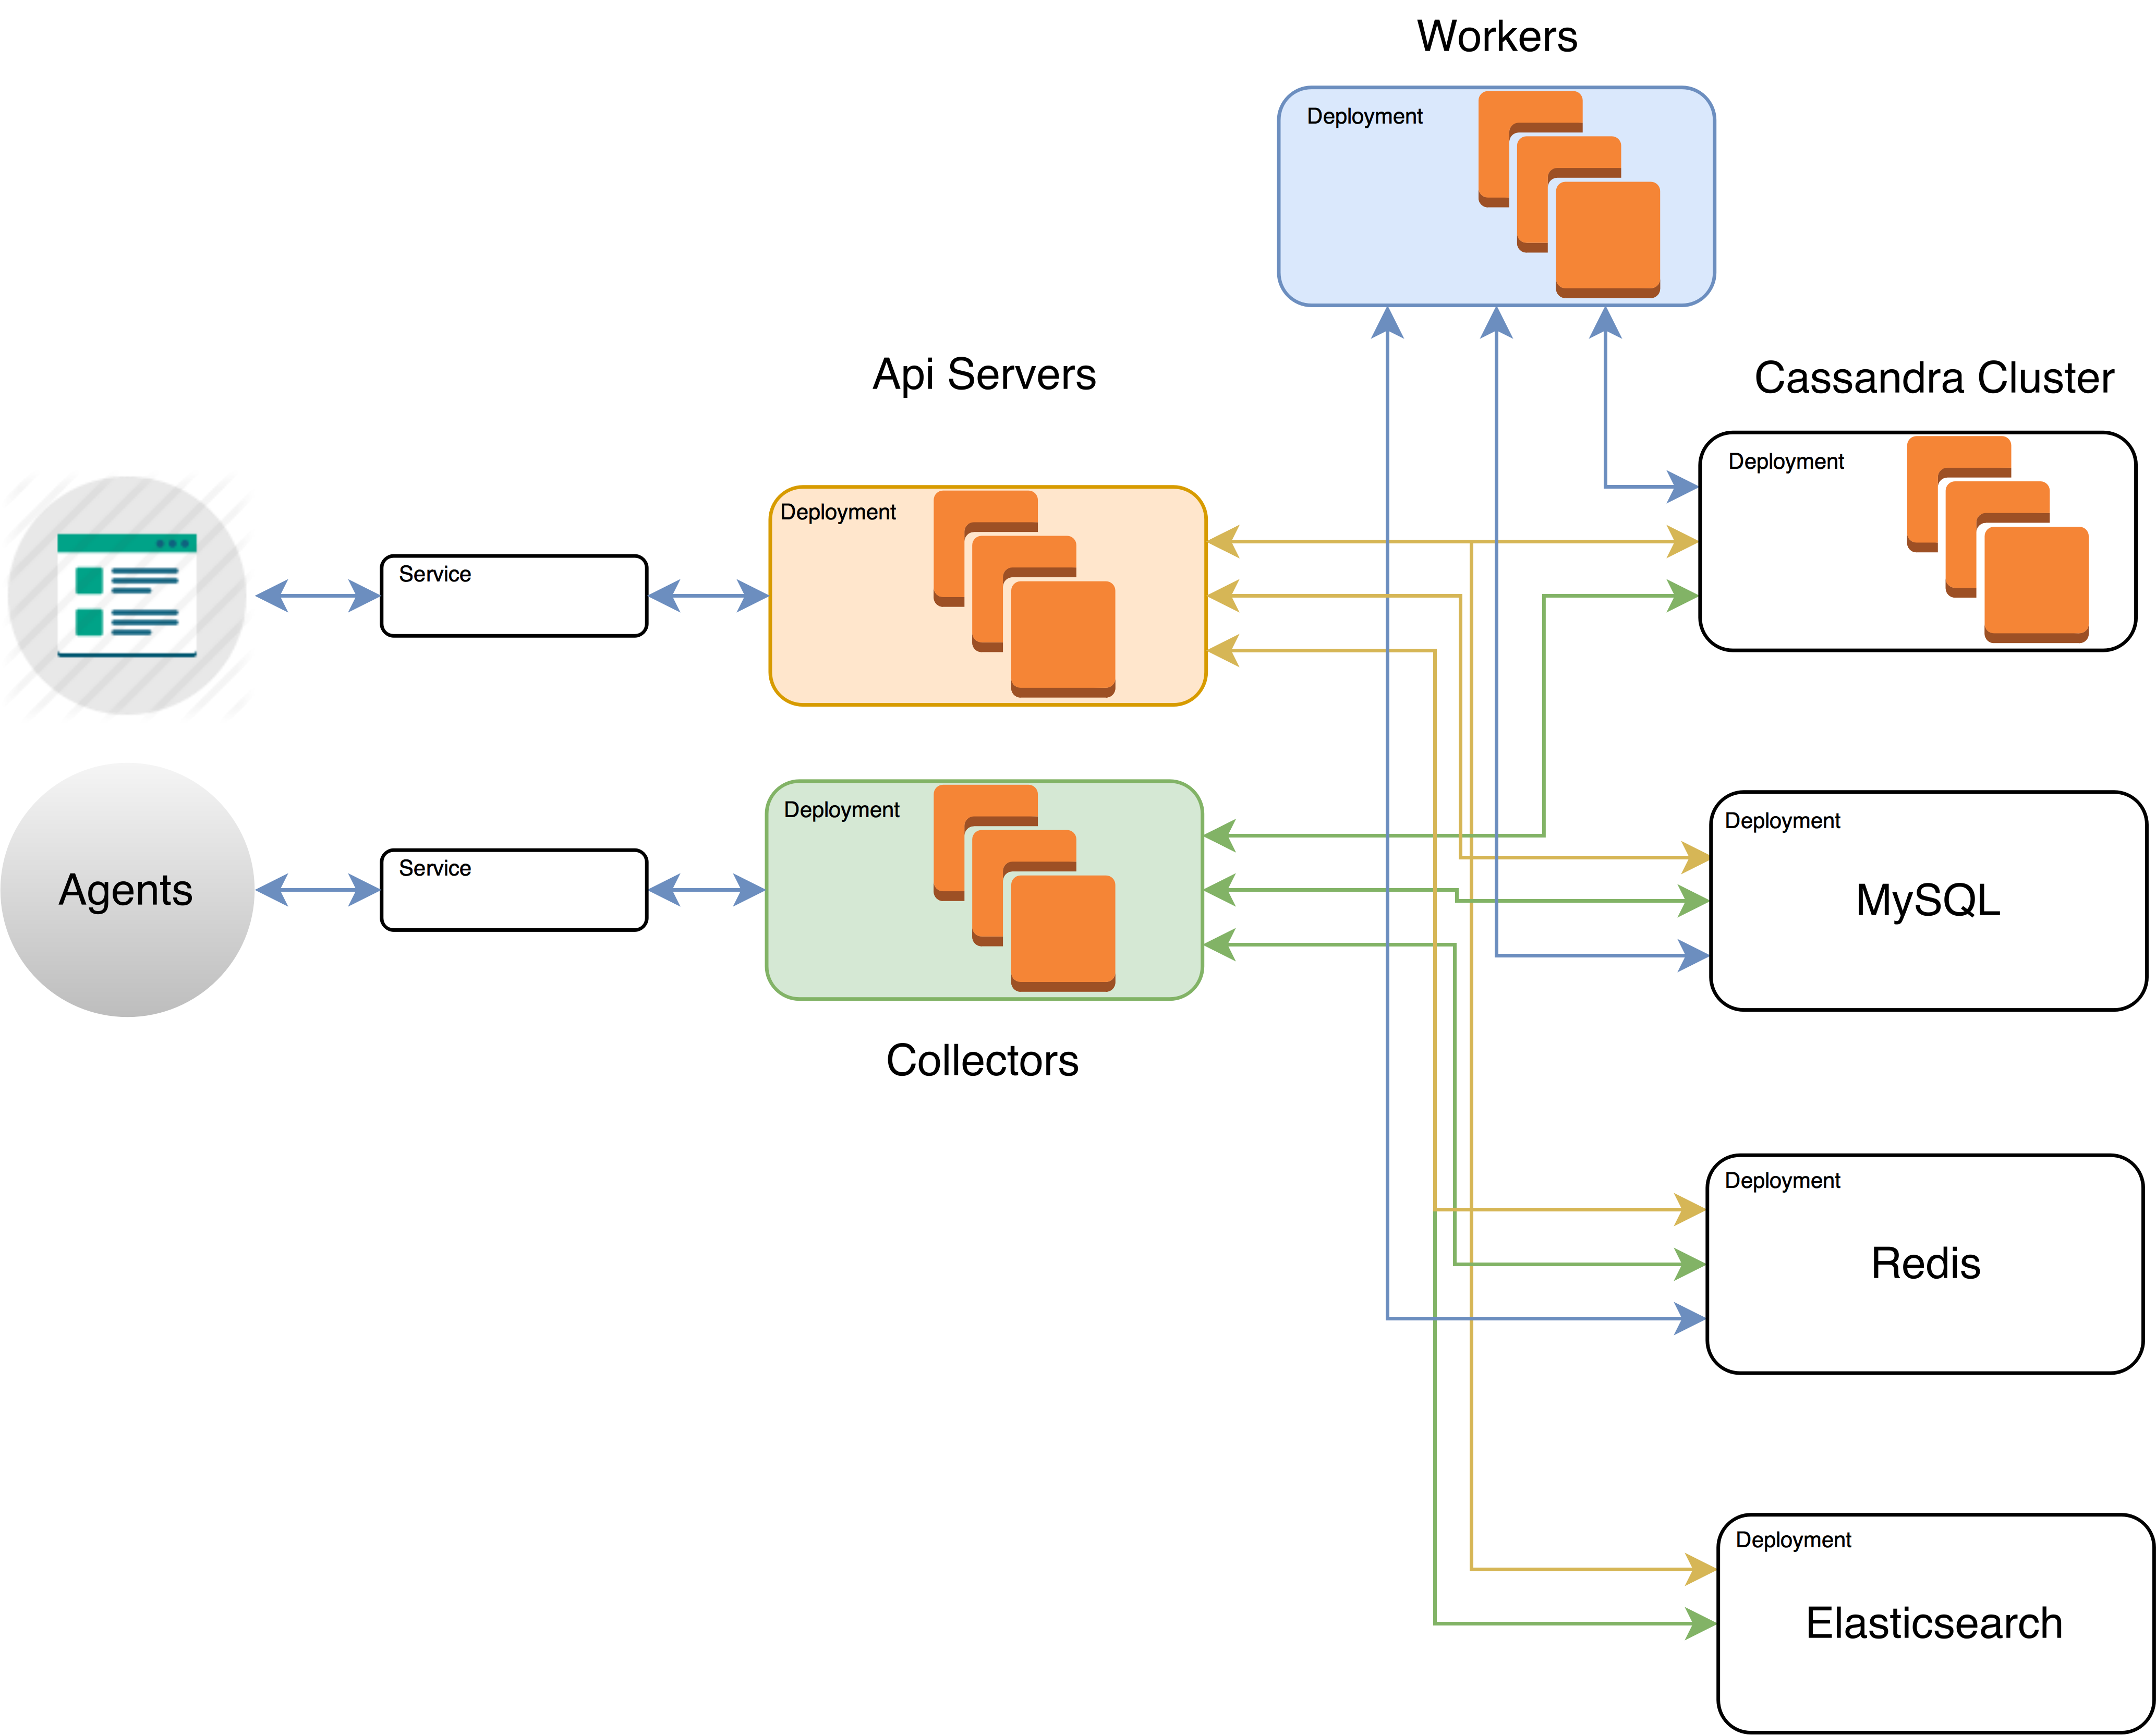 Workers
Deployment
Api Servers
Cassandra Cluster
Deployment
Deployment
Service
Deployment
Deployment
Service
Agents
MySQL
Collectors
Deployment
Redis
Deployment
Elasticsearch